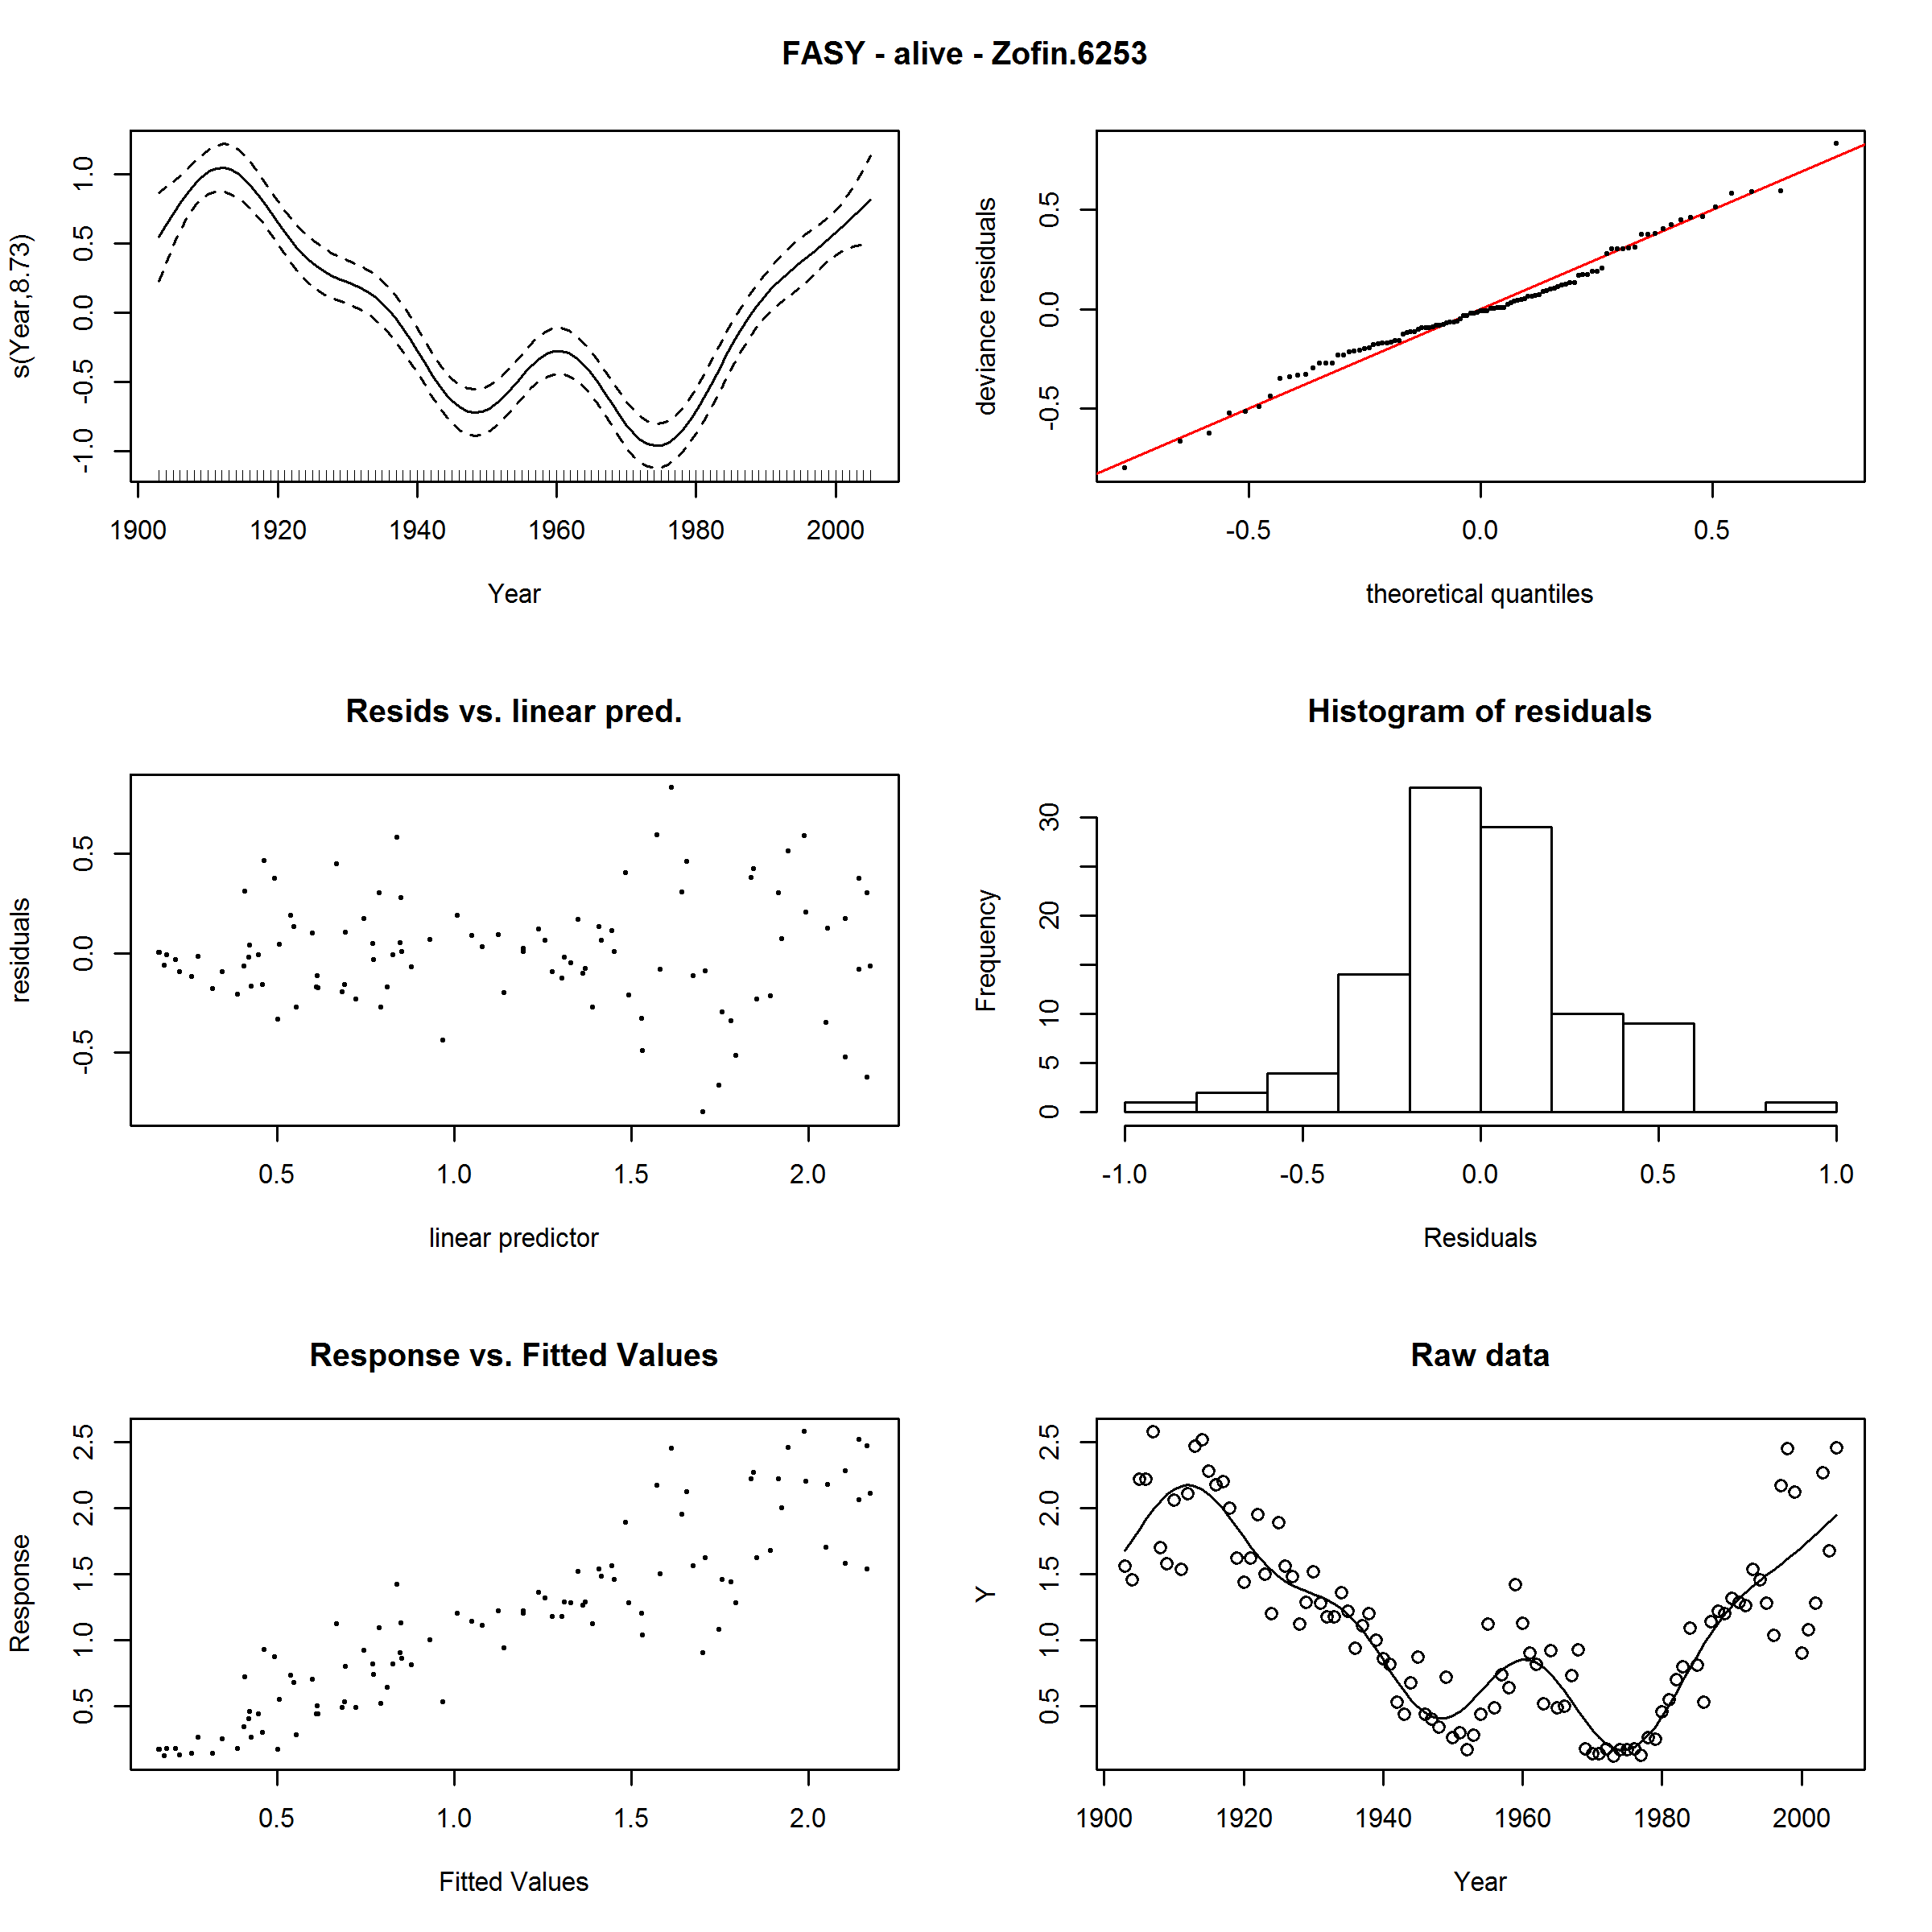 FASY - alive - Zofin.6253
s(Year,8.73)
1.0
0.5
0.0
-0.5
-1.0
1900 1920 1940 1960 1980 2000
Year
deviance residuals
0.5
0.0
-0.5
-0.5 0.0 0.5
theoretical quantiles
Resids vs. linear pred.
residuals
0.5
0.0
-0.5
0.5 1.0 1.5 2.0
linear predictor
Histogram of residuals
Frequency
30
20
10
5
0
-1.0 -0.5 0.0 0.5 1.0
Residuals
Response vs. Fitted Values
Response
2.5
2.0
1.5
1.0
0.5
0.5 1.0 1.5 2.0
Fitted Values
Raw data
Y
2.5
2.0
1.5
1.0
0.5
1900 1920 1940 1960 1980 2000
Year